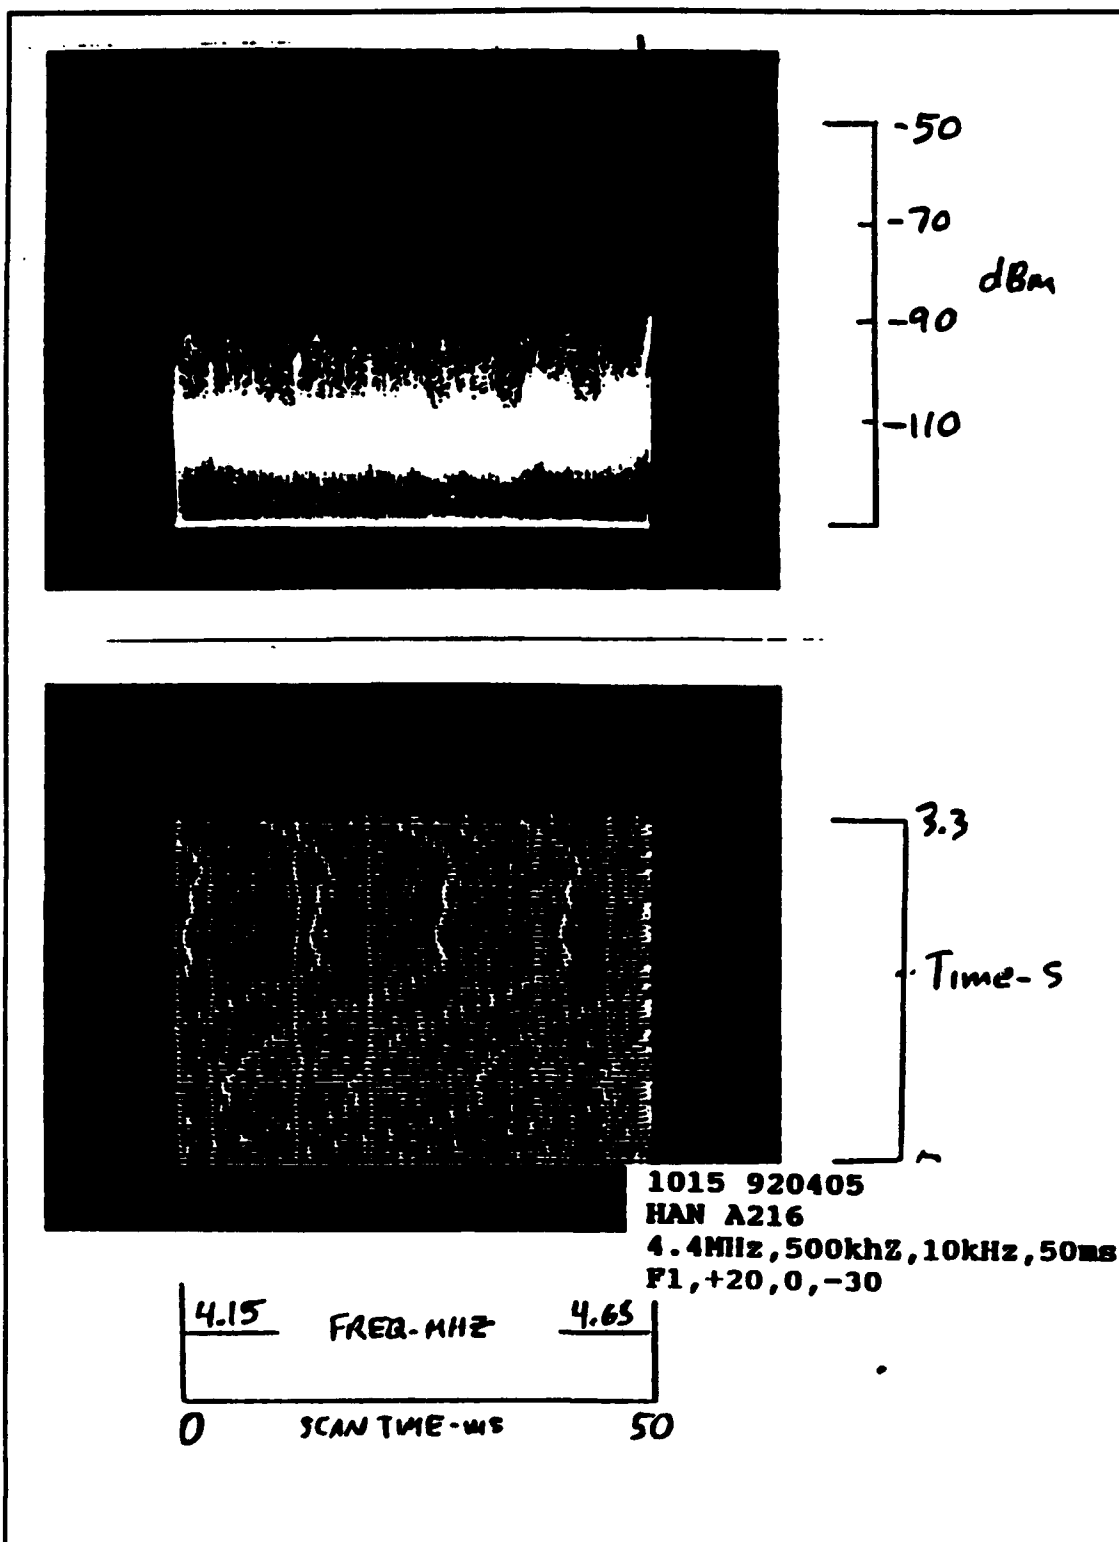 -50
-70
dBm
-90
-110
3.3
Time-S
1015 920405
HAN A216
4.4MHz,500khZ,10kHz,50ms
F1,+20,0,-30
4.15 FREQ-MHZ 4.65
0 SCAN TIME-ms 50